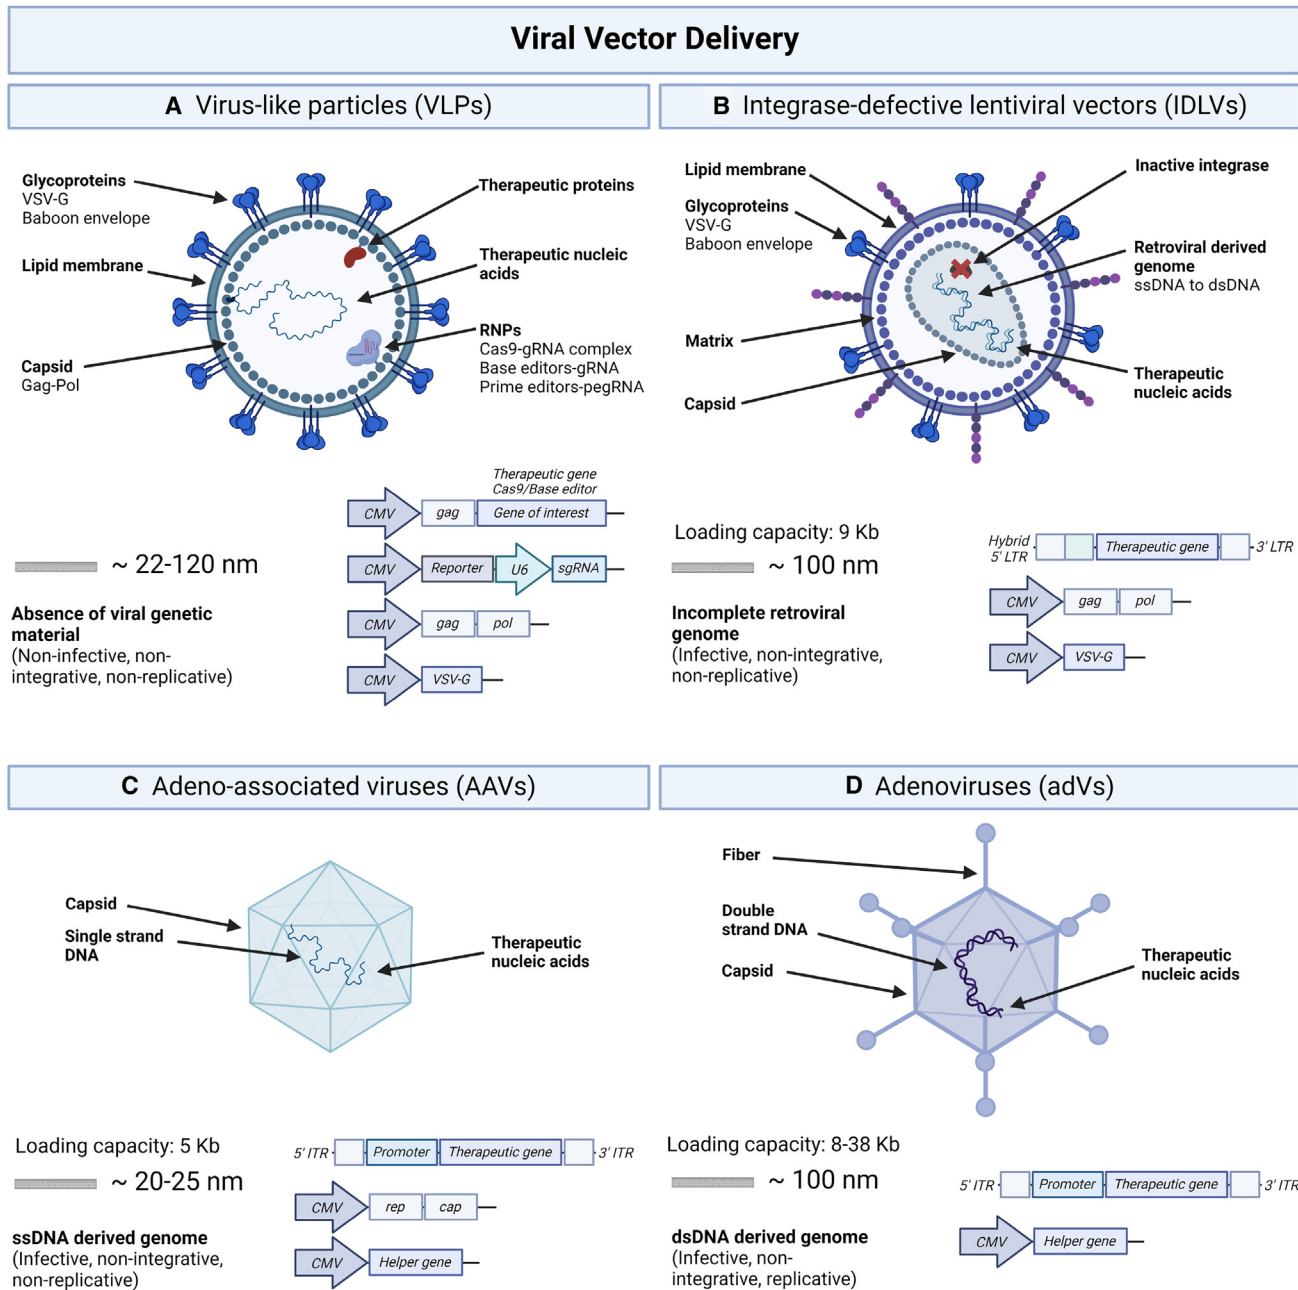 Viral Vector Delivery
A Virus-like particles (VLPs)
Glycoproteins
VSV-G
Baboon envelope
Lipid membrane
Capsid
Gag-Pol
Therapeutic proteins
Therapeutic nucleic
acids
RNPs
Cas9-gRNA complex
Base editors-gRNA
Prime editors-pegRNA
~ 22-120 nm
Absence of viral genetic
material
(Non-infective, non-
integrative, non-replicative)
Therapeutic gene
Cas9/Base editor
CMV gag Gene of interest
CMV Reporter U6 sgRNA
CMV gag pol
CMV VSV-G
B Integrase-defective lentiviral vectors (IDLVs)
Lipid membrane
Glycoproteins
VSV-G
Baboon envelope
Matrix
Capsid
Inactive integrase
Retroviral derived
genome
ssDNA to dsDNA
Therapeutic
nucleic acids
Loading capacity: 9 Kb
~ 100 nm
Incomplete retroviral
genome
(Infective, non-integrative,
non-replicative)
Hybrid
5' LTR Therapeutic gene 3' LTR
CMV gag pol
CMV VSV-G
C Adeno-associated viruses (AAVs)
Capsid
Single strand
DNA
Therapeutic
nucleic acids
Loading capacity: 5 Kb
~ 20-25 nm
ssDNA derived genome
(Infective, non-integrative,
non-replicative)
5' ITR Promoter Therapeutic gene 3' ITR
CMV rep cap
CMV Helper gene
D Adenoviruses (adVs)
Fiber
Double
strand DNA
Capsid
Therapeutic
nucleic acids
Loading capacity: 8-38 Kb
~ 100 nm
dsDNA derived genome
(Infective, non-
integrative, replicative)
5' ITR Promoter Therapeutic gene 3' ITR
CMV Helper gene